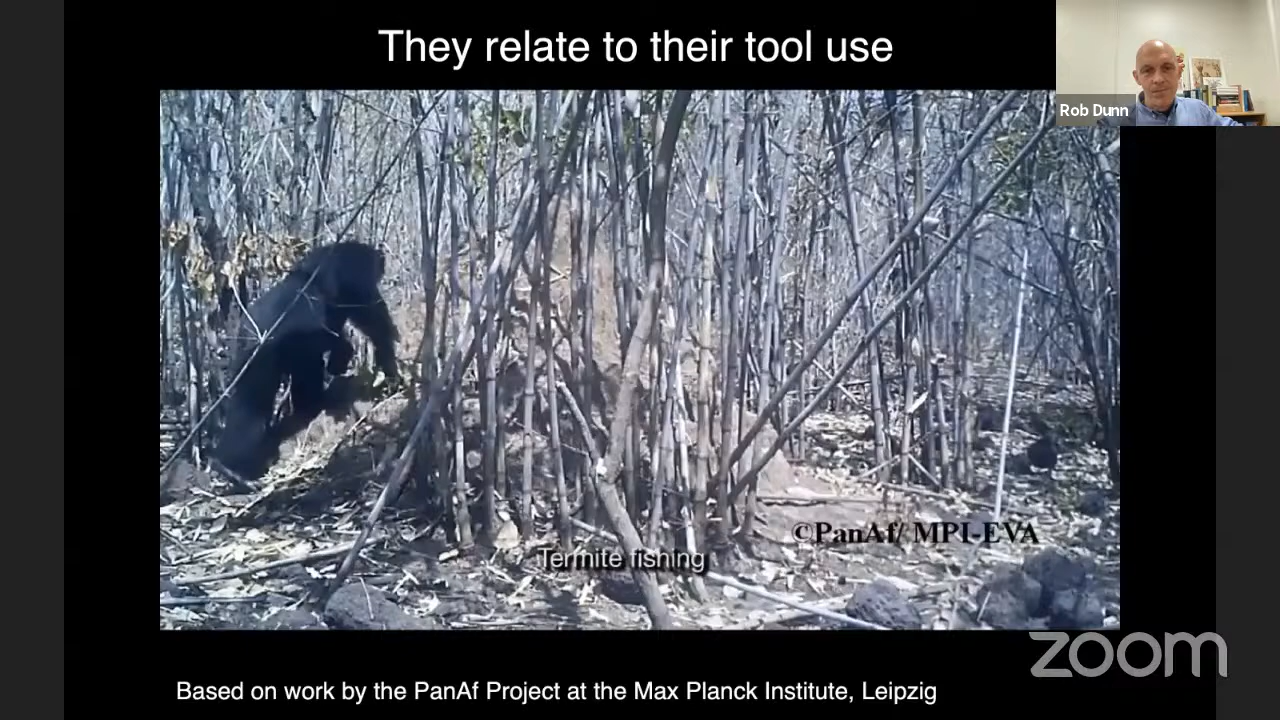 They relate to their tool use
Rob Dunn
©PanAf/ MPI-EVA
Termite fishing
zoom
Based on work by the PanAf Project at the Max Planck Institute, Leipzig